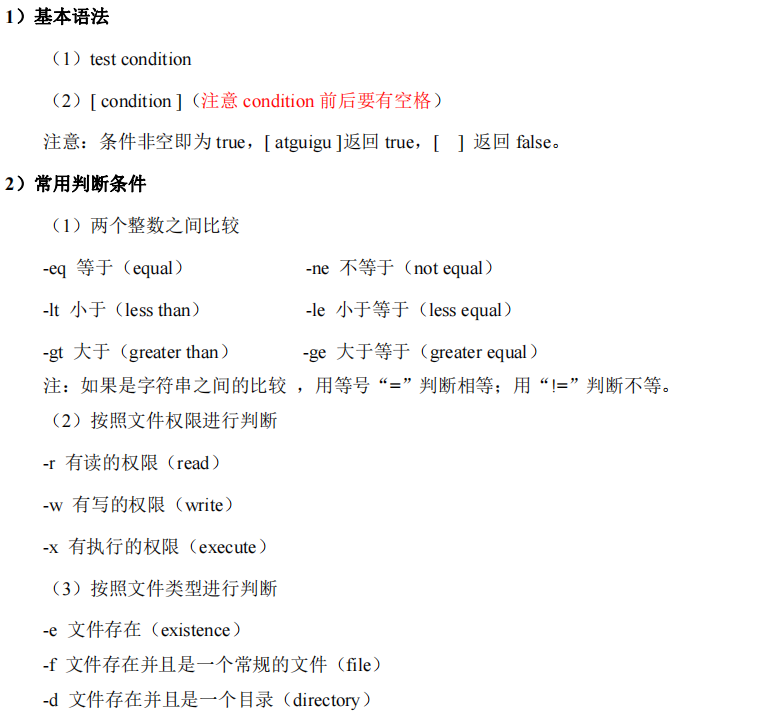 1）基本语法
（1）test condition
（2）[ condition ]（注意 condition 前后要有空格）
注意：条件非空即为 true，[ atguigu ]返回 true，[   ] 返回 false。
2）常用判断条件
（1）两个整数之间比较
-eq 等于（equal） -ne 不等于（not equal）
-lt 小于（less than） -le 小于等于（less equal）
-gt 大于（greater than） -ge 大于等于（greater equal）
注：如果是字符串之间的比较 ，用等号“=”判断相等；用“!=”判断不等。
（2）按照文件权限进行判断
-r 有读的权限（read）
-w 有写的权限（write）
-x 有执行的权限（execute）
（3）按照文件类型进行判断
-e 文件存在（existence）
-f 文件存在并且是一个常规的文件（file）
-d 文件存在并且是一个目录（directory）